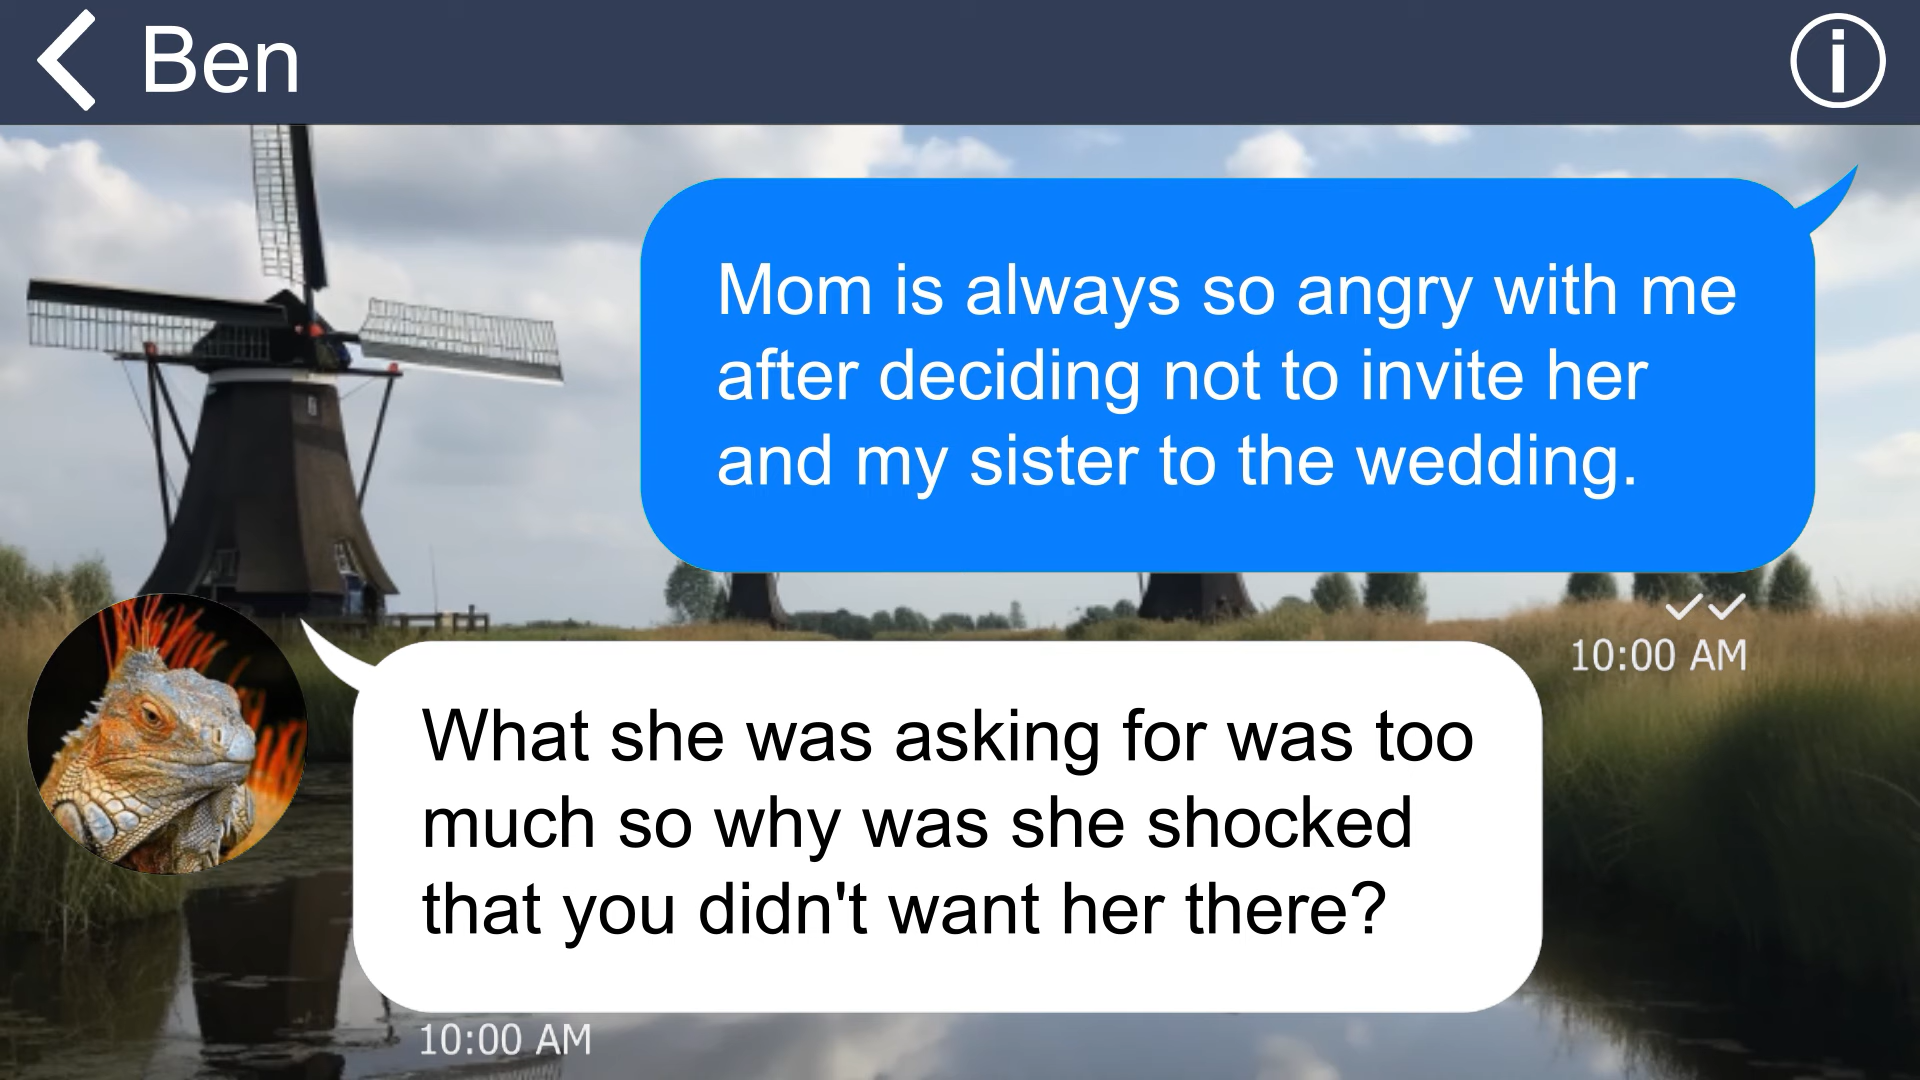 Ben
Mom is always so angry with me
after deciding not to invite her
and my sister to the wedding.
10:00 AM
What she was asking for was too
much so why was she shocked
that you didn't want her there?
10:00 AM